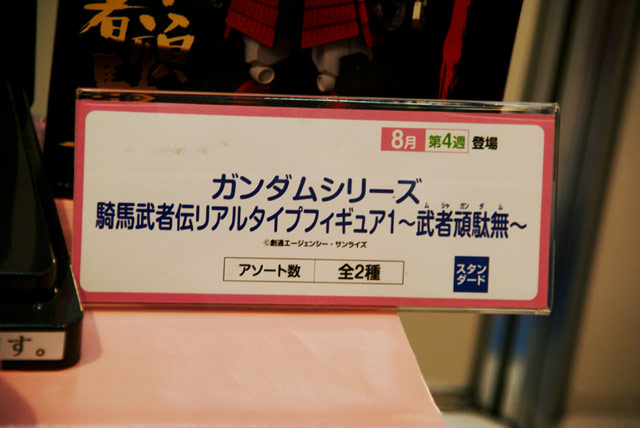 者頑
8月 第4週 登場
ガンダムシリーズ
ムシャガンダム
騎馬武者伝リアルタイプフィギュア1～武者頑駄無～
©創通エージェンシー・サンライズ
アソート数 全2種
スタン
ダード
す。